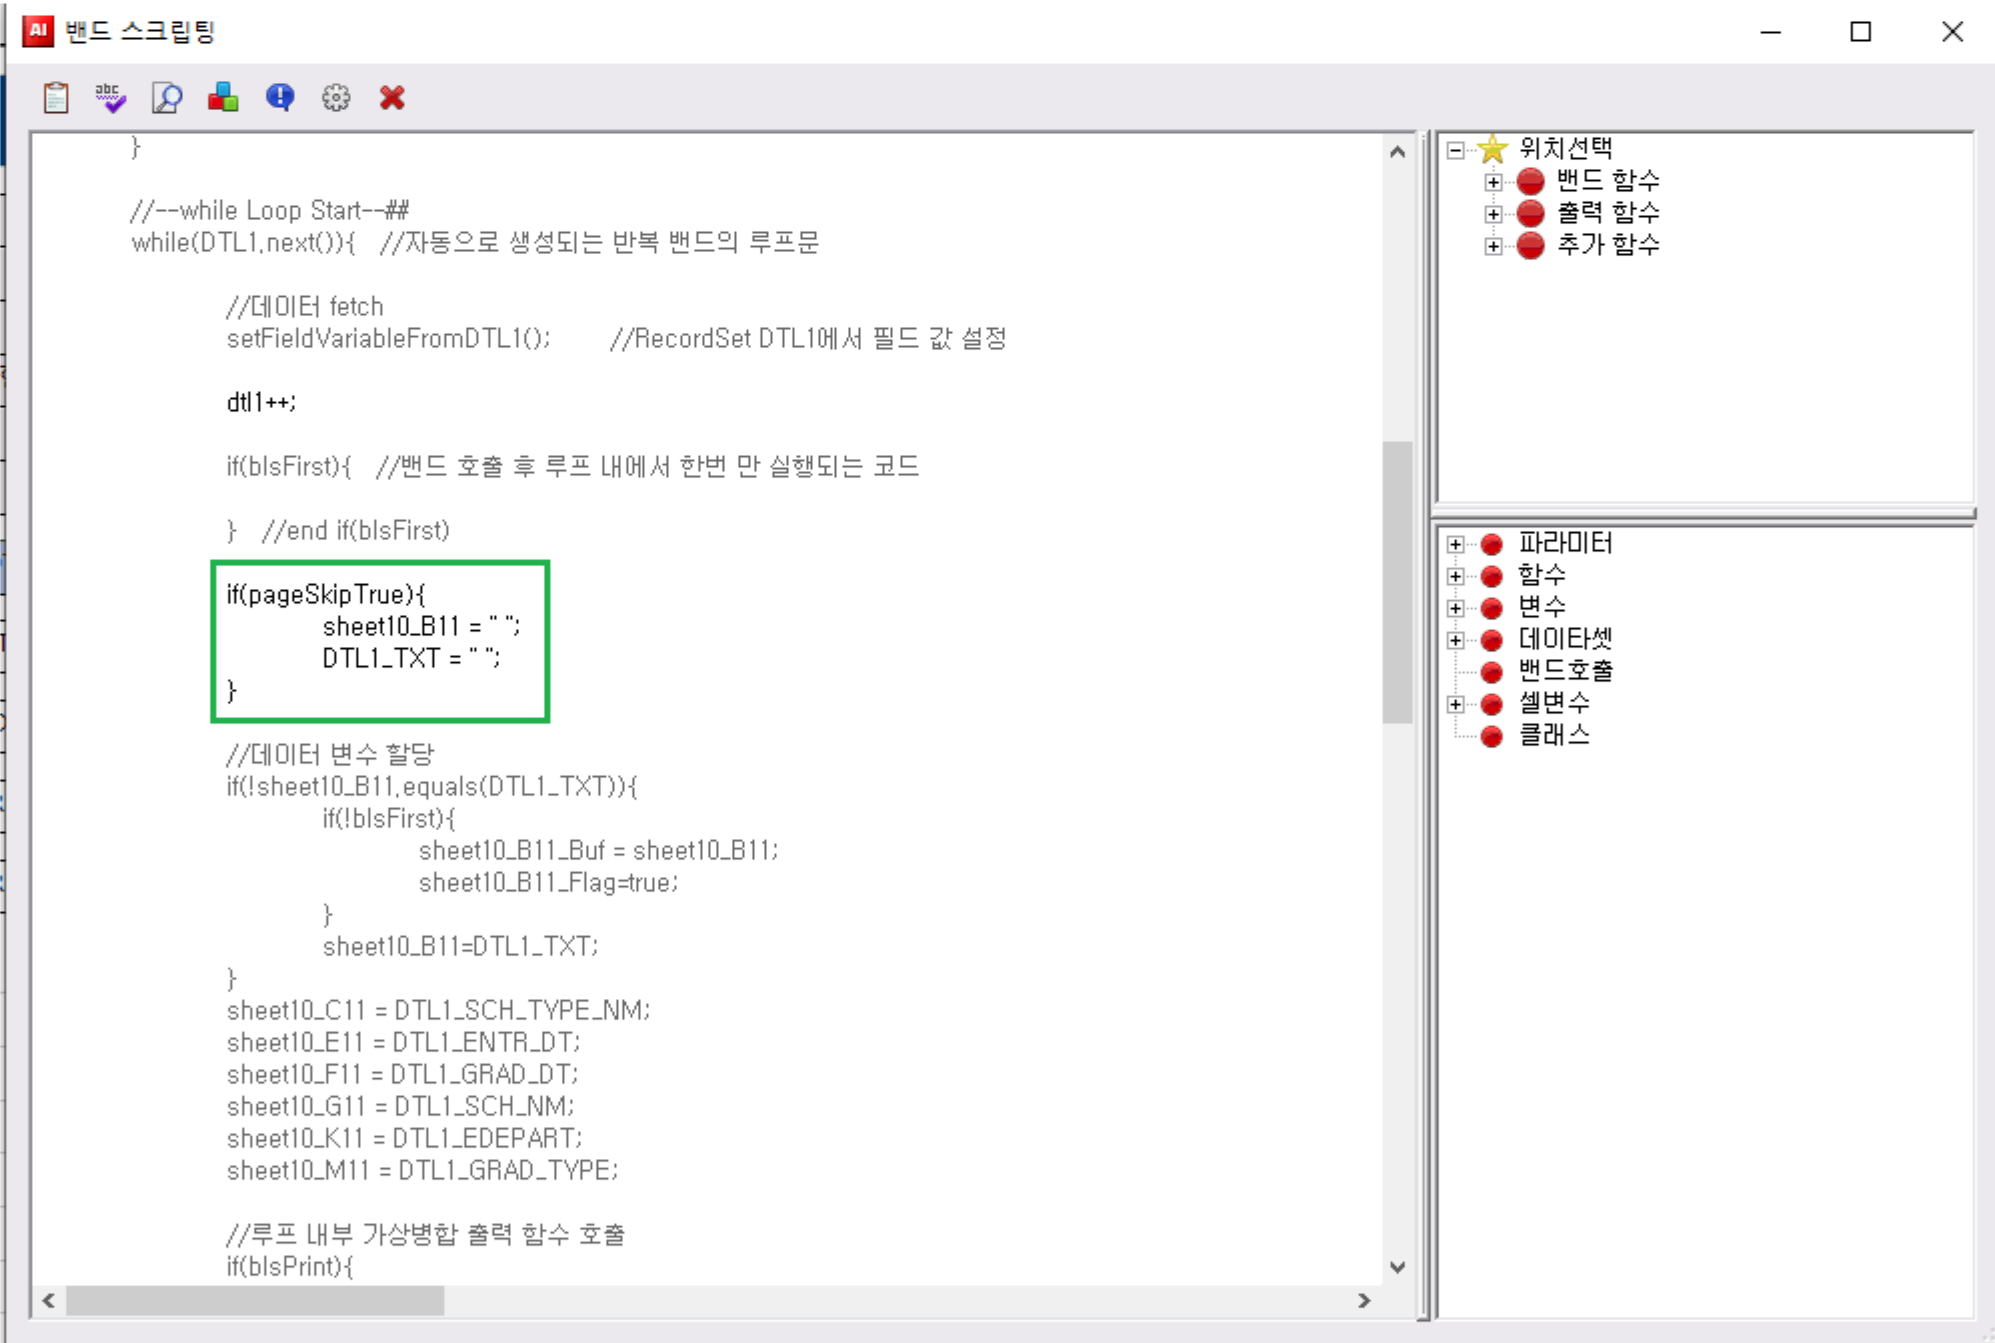 AI 밴드 스크립팅
abc
}
//--while Loop Start--##
while(DTL1.next()){ //자동으로 생성되는 반복 밴드의 루프문
//데이터 fetch
setFieldVariableFromDTL1(); //RecordSet DTL1에서 필드 값 설정
dtl1++;
if(bIsFirst){ //밴드 호출 후 루프 내에서 한번 만 실행되는 코드
} //end if(bIsFirst)
if(pageSkipTrue){
sheet10_B11 = " ";
DTL1_TXT = " ";
}
//데이터 변수 할당
if(!sheet10_B11.equals(DTL1_TXT)){
if(!bIsFirst){
sheet10_B11_Buf = sheet10_B11;
sheet10_B11_Flag=true;
}
sheet10_B11=DTL1_TXT;
}
sheet10_C11 = DTL1_SCH_TYPE_NM;
sheet10_E11 = DTL1_ENTR_DT;
sheet10_F11 = DTL1_GRAD_DT;
sheet10_G11 = DTL1_SCH_NM;
sheet10_K11 = DTL1_EDEPART;
sheet10_M11 = DTL1_GRAD_TYPE;
//루프 내부 가상병합 출력 함수 호출
if(bIsPrint){
위치선택
밴드 함수
출력 함수
추가 함수
파라미터
함수
변수
데이타셋
밴드호출
셀변수
클래스